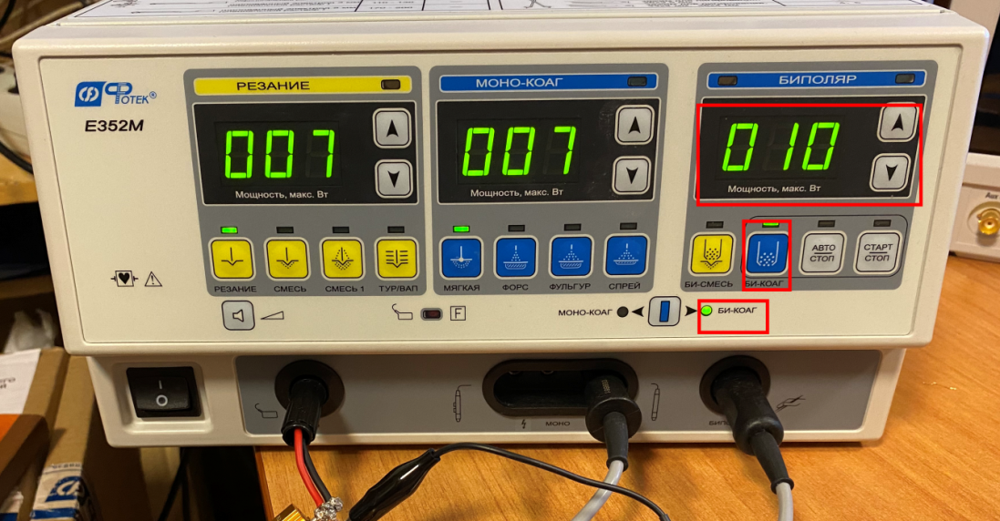 ФОТЕК®
E352M
РЕЗАНИЕ
007
Мощность, макс. Вт
РЕЗАНИЕ
СМЕСЬ
СМЕСЬ 1
ТУР/ВАП
МОНО-КОАГ
007
Мощность, макс. Вт
МЯГКАЯ
ФОРС
ФУЛЬГУР
СПРЕЙ
БИПОЛЯР
010
Мощность, макс. Вт
БИ-СМЕСЬ
БИ-КОАГ
АВТО
СТОП
СТАРТ
СТОП
F
МОНО-КОАГ
БИ-КОАГ
I
O
МОНО
Aux